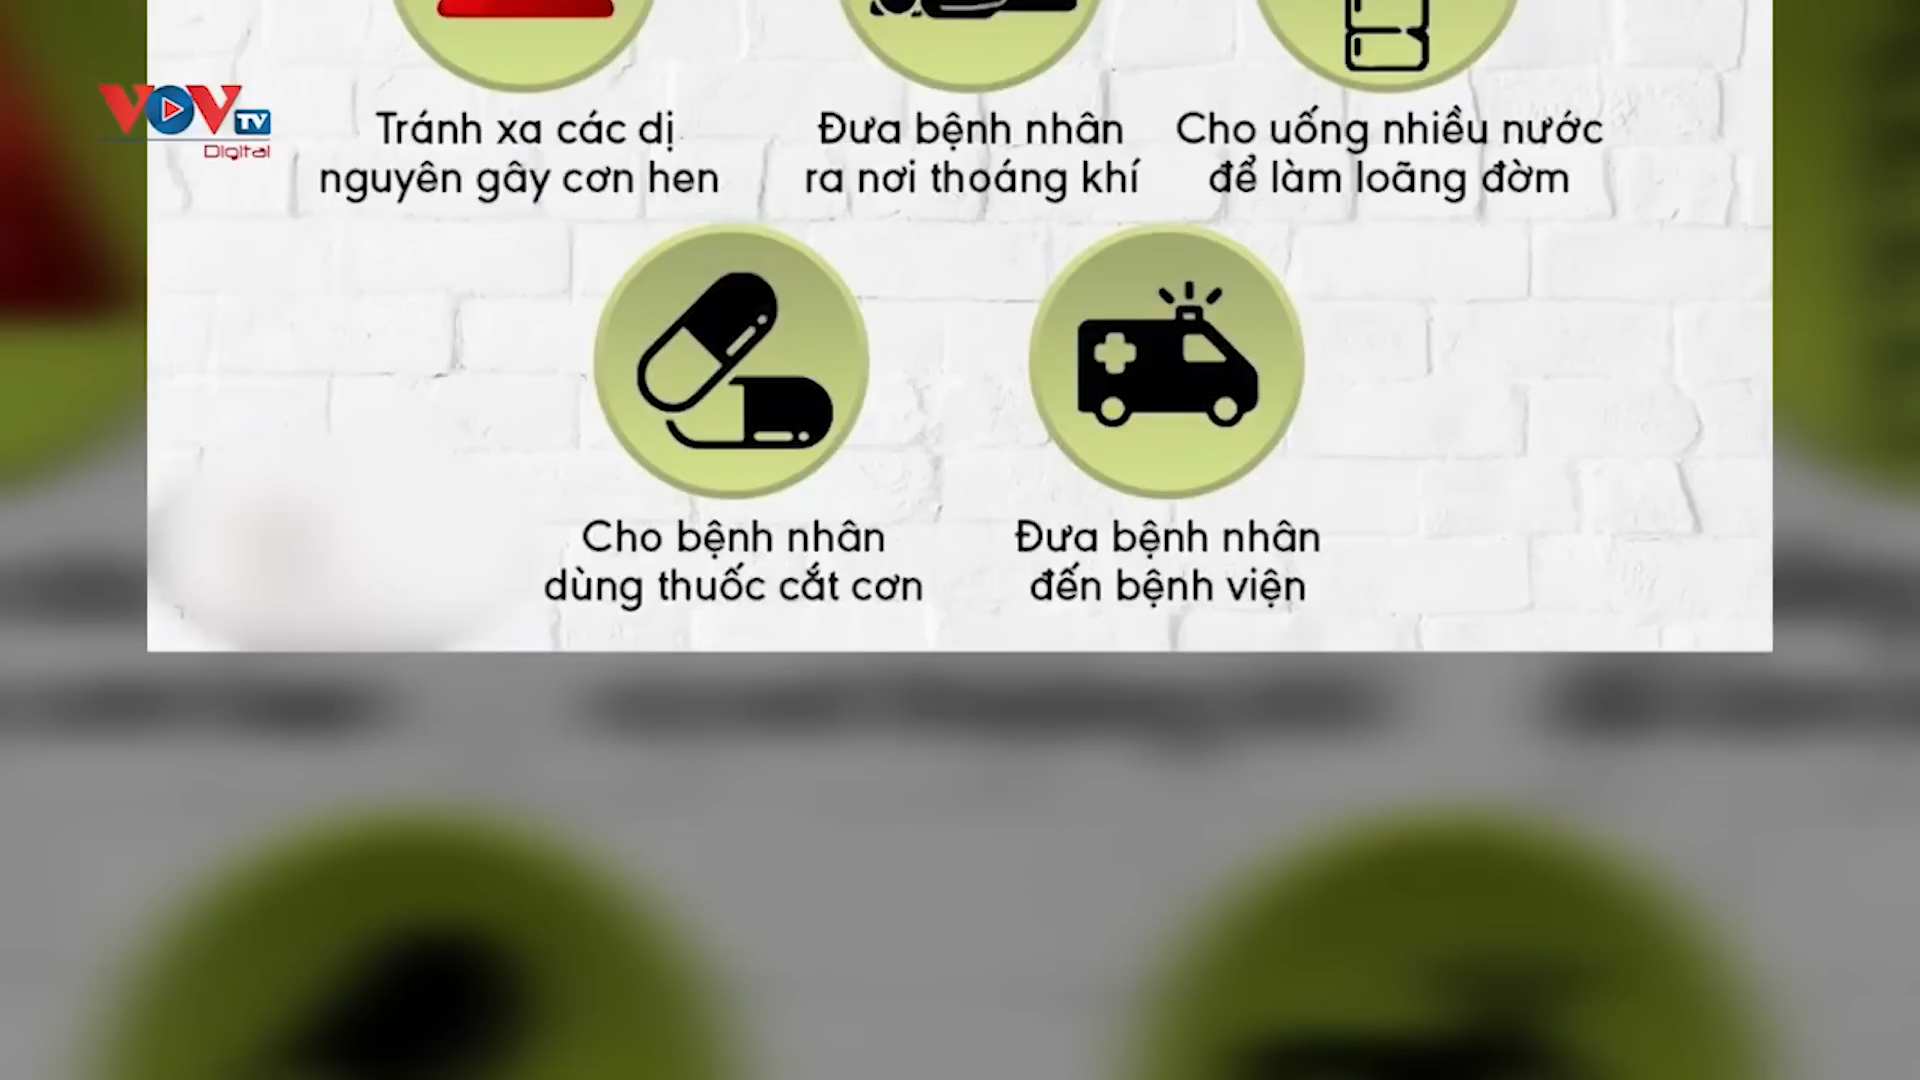 VOV TV
Digital
Tránh xa các dị
nguyên gây cơn hen
Đưa bệnh nhân
ra nơi thoáng khí
Cho uống nhiều nước
để làm loãng đờm
Cho bệnh nhân
dùng thuốc cắt cơn
Đưa bệnh nhân
đến bệnh viện